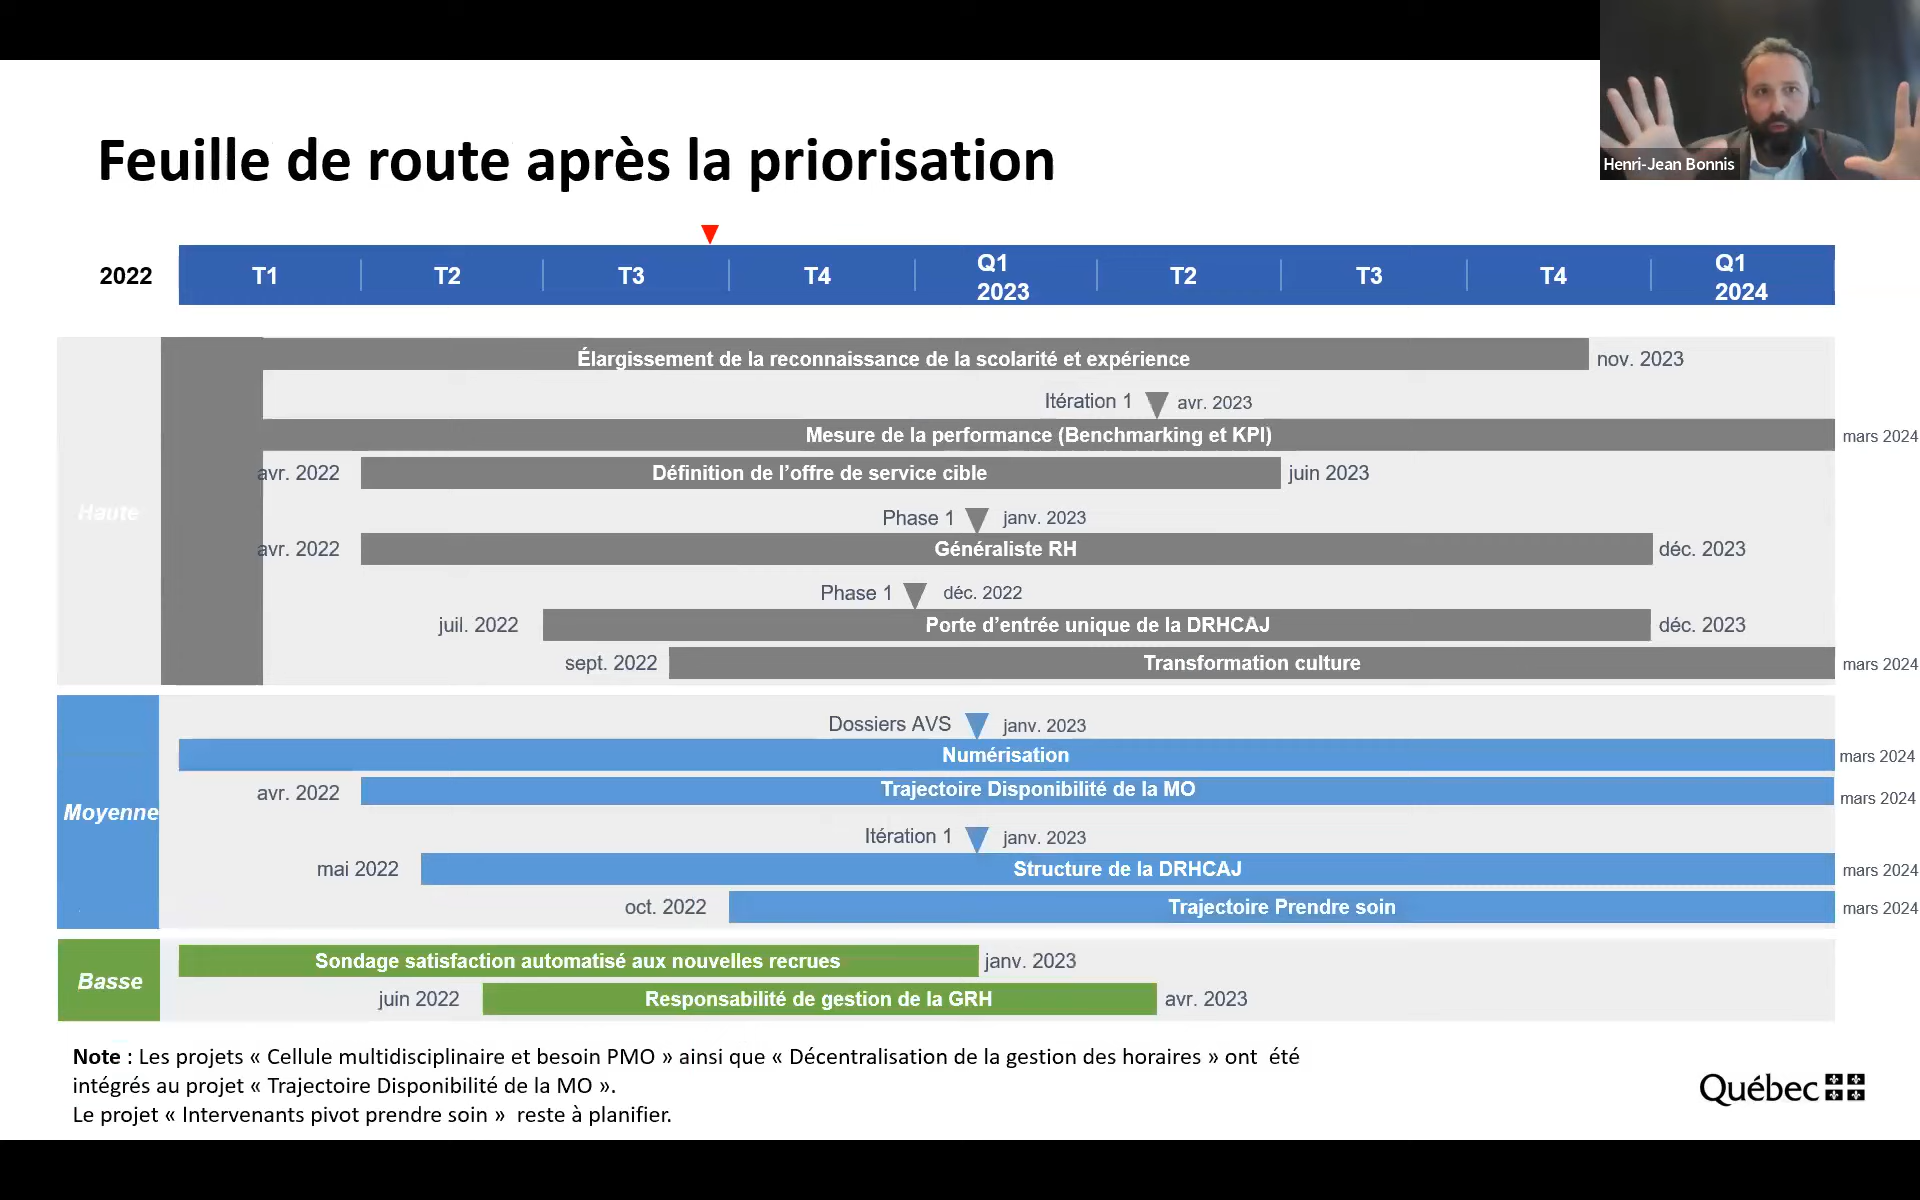 Henri-Jean Bonnis
Feuille de route après la priorisation
2022 T1 T2 T3 T4 Q1 2023 T2 T3 T4 Q1 2024
Élargissement de la reconnaissance de la scolarité et expérience nov. 2023
Itération 1 avr. 2023
Mesure de la performance (Benchmarking et KPI) mars 2024
avr. 2022 Définition de l’offre de service cible juin 2023
Haute
Phase 1 janv. 2023
avr. 2022 Généraliste RH déc. 2023
Phase 1 déc. 2022
juil. 2022 Porte d’entrée unique de la DRHCAJ déc. 2023
sept. 2022 Transformation culture mars 2024
Dossiers AVS janv. 2023
Numérisation mars 2024
avr. 2022 Trajectoire Disponibilité de la MO mars 2024
Moyenne
Itération 1 janv. 2023
mai 2022 Structure de la DRHCAJ mars 2024
oct. 2022 Trajectoire Prendre soin mars 2024
Sondage satisfaction automatisé aux nouvelles recrues janv. 2023
Basse
juin 2022 Responsabilité de gestion de la GRH avr. 2023
Note : Les projets « Cellule multidisciplinaire et besoin PMO » ainsi que « Décentralisation de la gestion des horaires » ont été
intégrés au projet « Trajectoire Disponibilité de la MO ».
Le projet « Intervenants pivot prendre soin » reste à planifier.
Québec